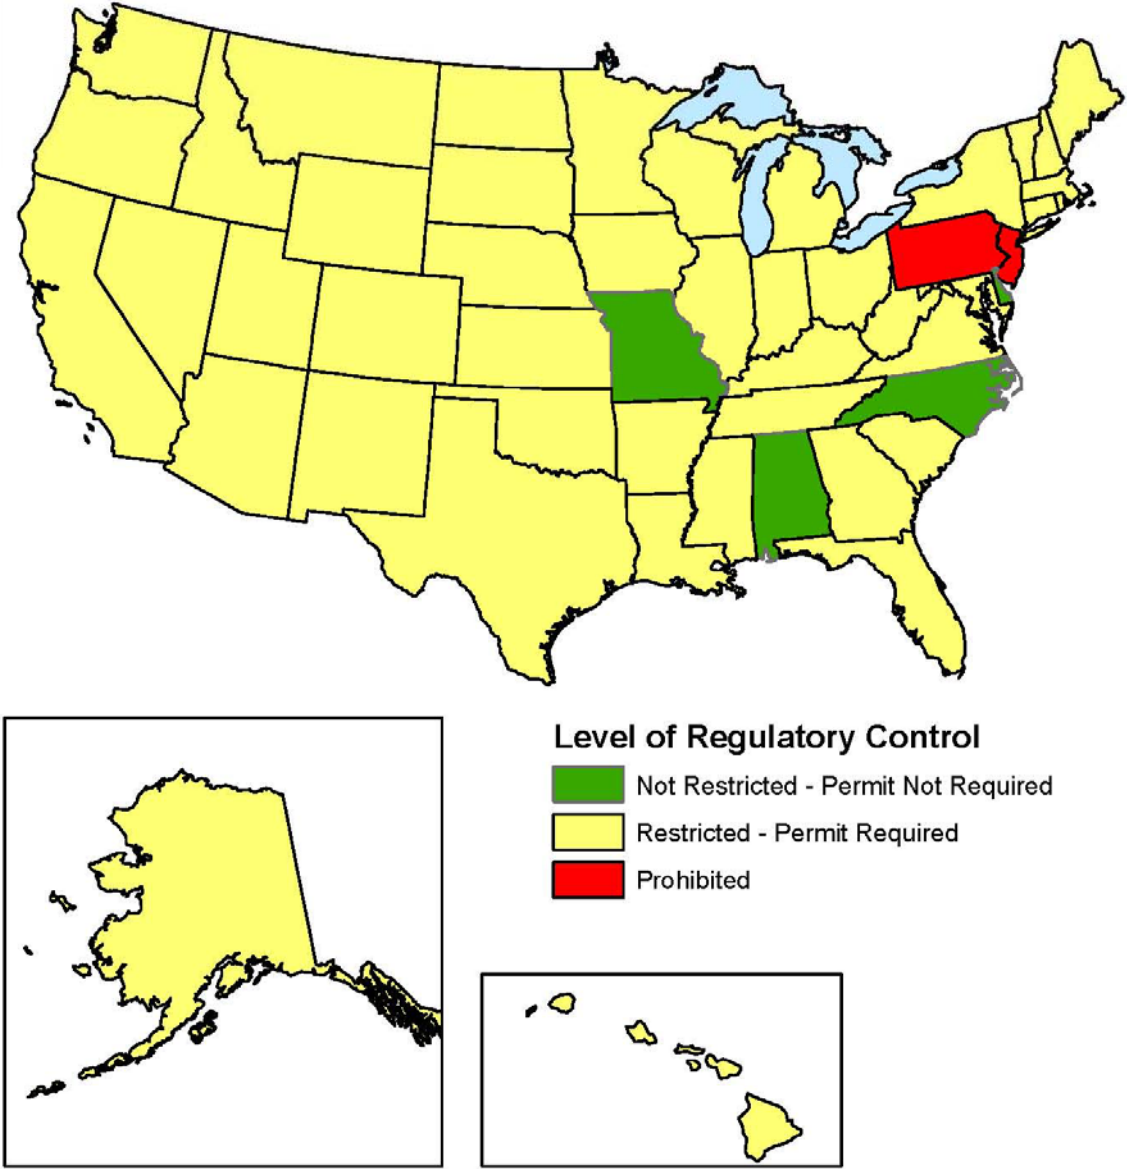 Level of Regulatory Control
Not Restricted - Permit Not Required
Restricted - Permit Required
Prohibited